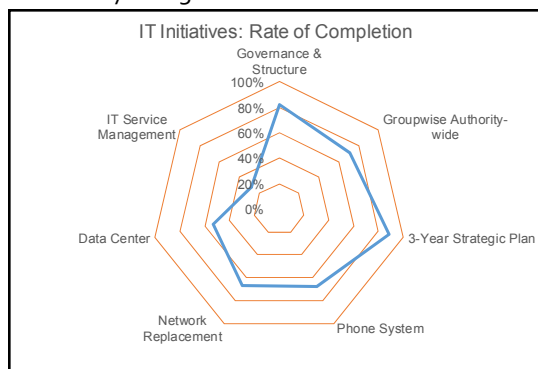 IT Initiatives: Rate of Completion
Governance &
Structure
100%
80%
60%
40%
20%
0%
Groupwise Authority-
wide
3-Year Strategic Plan
Phone System
Network
Replacement
Data Center
IT Service
Management